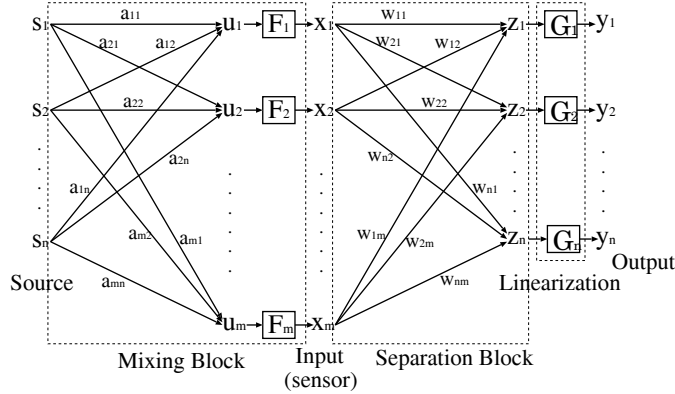 s1 a11 u1 F1 x1 w11 z1 G1 y1
a21 a12 w21 w12
s2 a22 u2 F2 x2 w22 z2 G2 y2
a2n wn2
a1n wn1
sn am2 am1 w1m w2m zn Gn yn
Source amn wnm Linearization Output
um Fm xm
Mixing Block Input (sensor) Separation Block